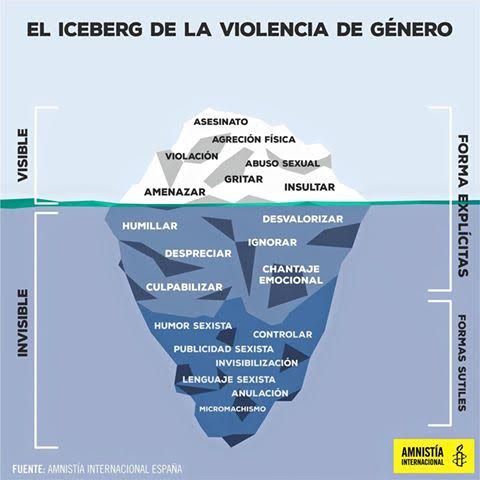 EL ICEBERG DE LA VIOLENCIA DE GÉNERO
VISIBLE
ASESINATO
AGRECIÓN FÍSICA
VIOLACIÓN
ABUSO SEXUAL
GRITAR
AMENAZAR
INSULTAR
FORMA EXPLÍCITAS
INVISIBLE
DESVALORIZAR
HUMILLAR
IGNORAR
DESPRECIAR
CHANTAJE
EMOCIONAL
CULPABILIZAR
FORMAS SUTILES
HUMOR SEXISTA
CONTROLAR
PUBLICIDAD SEXISTA
INVISIBILIZACIÓN
LENGUAJE SEXISTA
ANULACIÓN
MICROMACHISMO
FUENTE: AMNISTÍA INTERNACIONAL ESPAÑA
AMNISTÍA
INTERNACIONAL